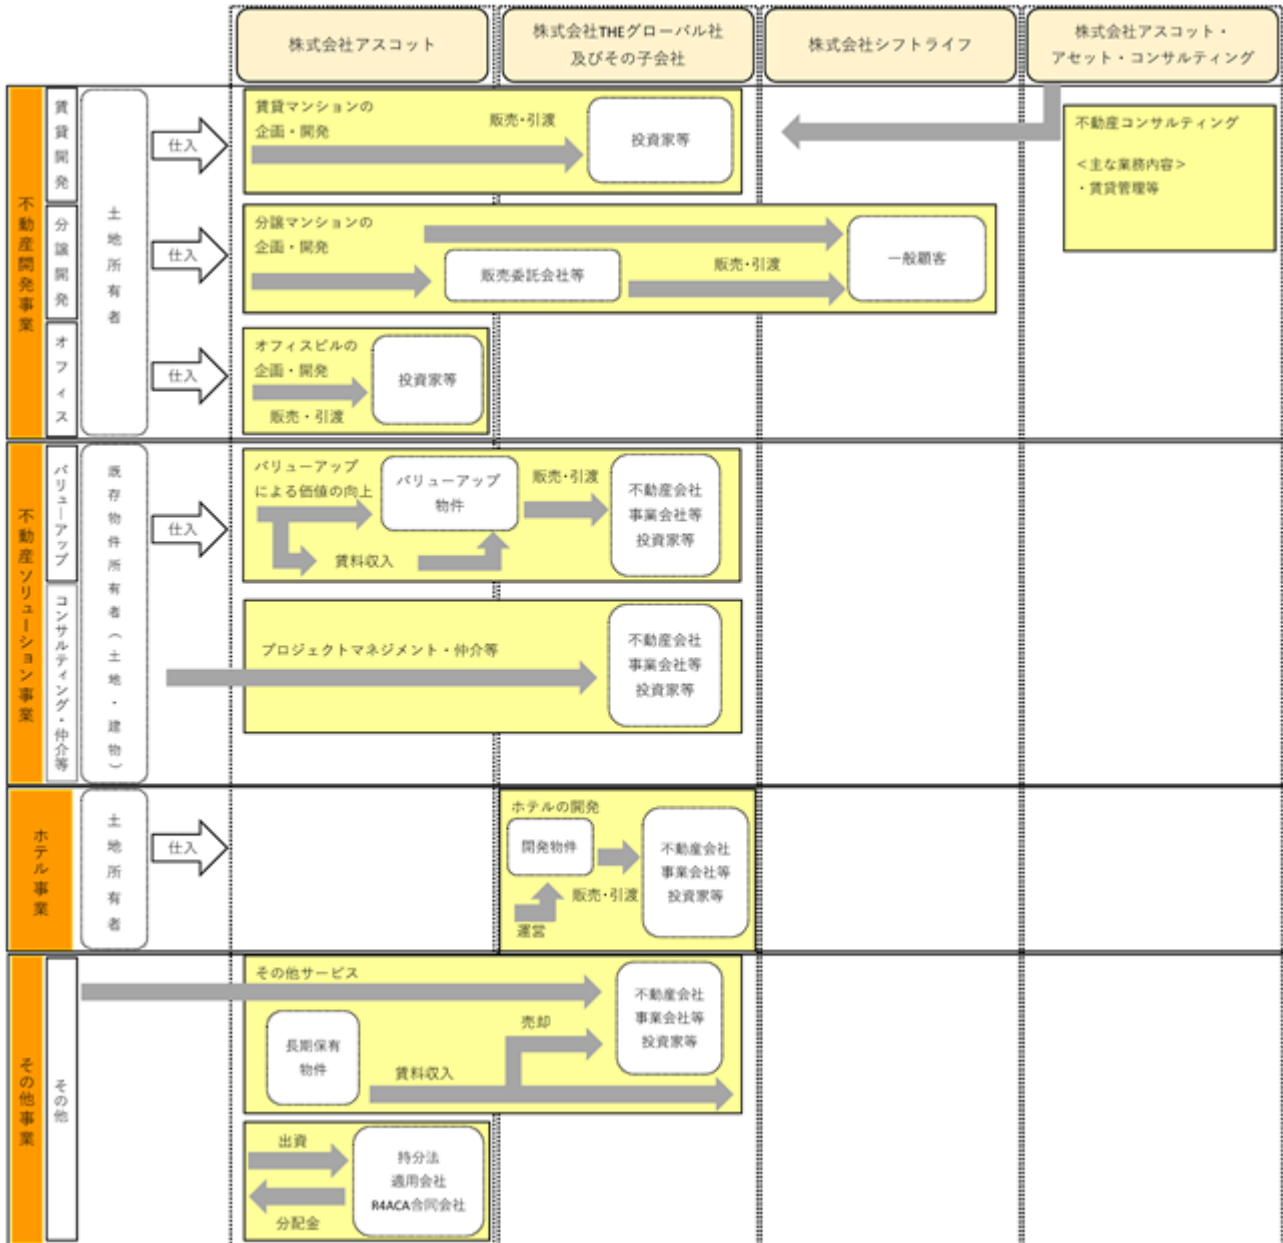 株式会社アスコット
株式会社THEグローバル社
及びその子会社
株式会社シフトライフ
株式会社アスコット・
アセット・コンサルティング
不動産開発事業
賃貸開発
分譲開発
オフィス
土地所有者
仕入
賃貸マンションの
企画・開発
販売・引渡
投資家等
不動産コンサルティング
<主な業務内容>
・賃貸管理等
仕入
分譲マンションの
企画・開発
販売委託会社等
販売・引渡
一般顧客
仕入
オフィスビルの
企画・開発
販売・引渡
投資家等
不動産ソリューション事業
バリューアップ
コンサルティング・仲介等
既存物件所有者(土地・建物)
仕入
バリューアップ
による価値の向上
賃料収入
バリューアップ
物件
販売・引渡
不動産会社
事業会社等
投資家等
プロジェクトマネジメント・仲介等
不動産会社
事業会社等
投資家等
ホテル事業
土地所有者
仕入
ホテルの開発
開発物件
運営
販売・引渡
不動産会社
事業会社等
投資家等
その他事業
その他
その他サービス
長期保有
物件
賃料収入
売却
不動産会社
事業会社等
投資家等
出資
分配金
持分法
適用会社
R4ACA合同会社